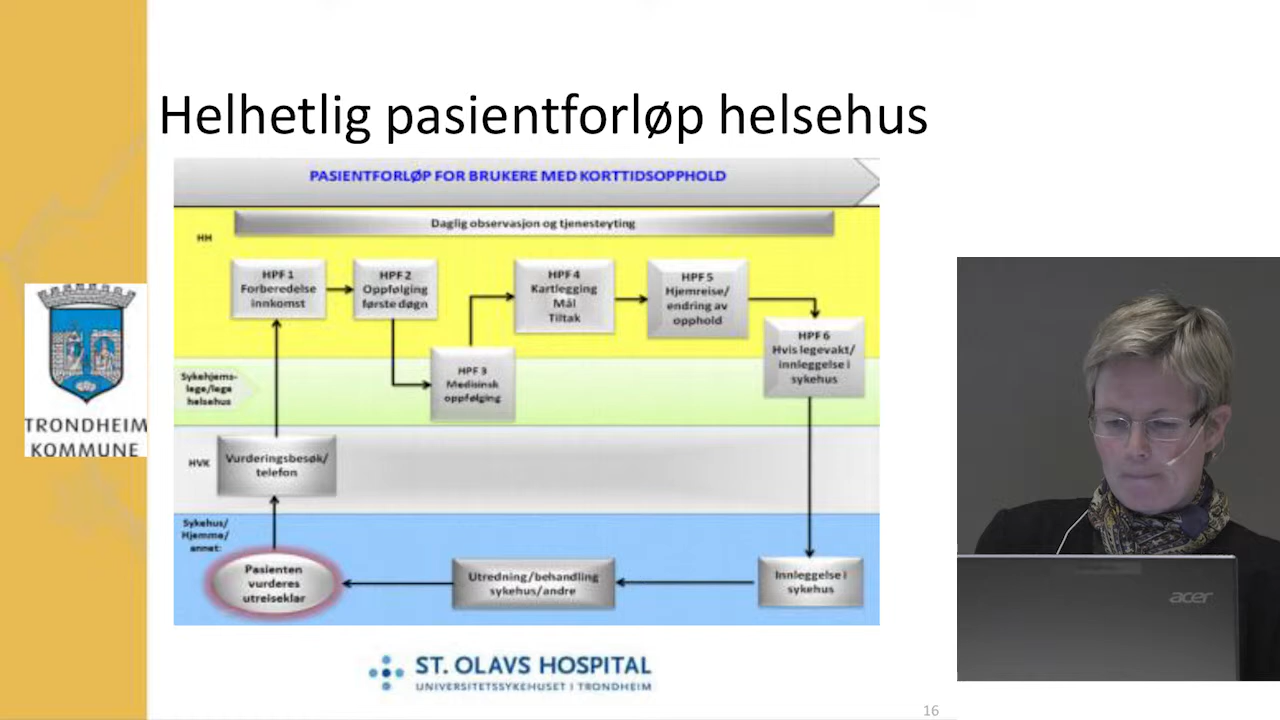 Helhetlig pasientforløp helsehus
PASIENTFORLØP FOR BRUKERE MED KORTTIDSOPPHOLD
Daglig observasjon og tjenesteyting
HH
HPF 1
Forberedelse
innkomst
HPF 2
Oppfølging
første døgn
HPF 4
Kartlegging
Mål
Tiltak
HPF 5
Hjemreise/
endring av
opphold
HPF 6
Hvis legevakt/
innleggelse i
sykehus
HPF 3
Medisinsk
oppfølging
Sykehjems-
lege/lege
helsehus
HVK
Vurderingsbesøk/
telefon
Sykehus/
Hjemme/
annet:
Pasienten
vurderes
utreiseklar
Utredning/behandling
sykehus/andre
Innleggelse i
sykehus
TRONDHEIM
KOMMUNE
ST. OLAVS HOSPITAL
UNIVERSITETSSYKEHUSET I TRONDHEIM
16
acer